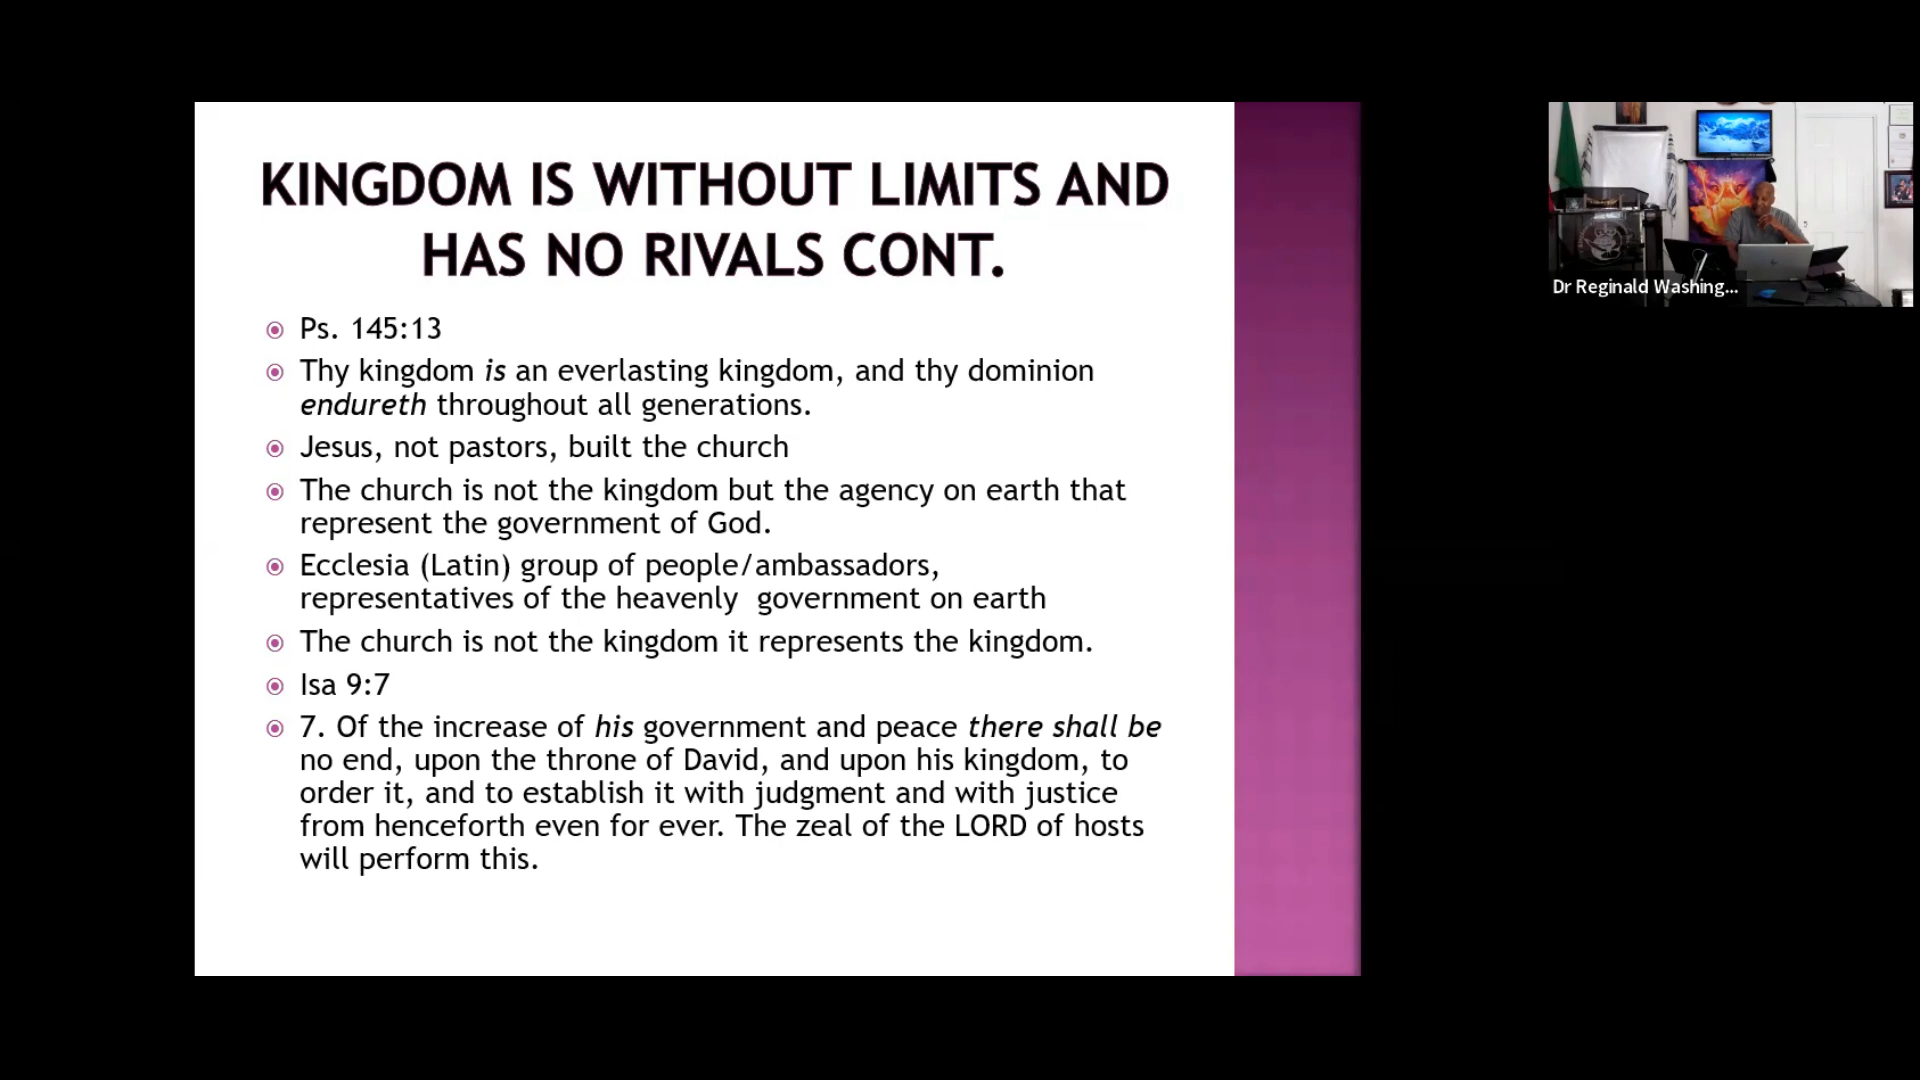 KINGDOM IS WITHOUT LIMITS AND
HAS NO RIVALS CONT.
Ps. 145:13
Thy kingdom is an everlasting kingdom, and thy dominion
endureth throughout all generations.
Jesus, not pastors, built the church
The church is not the kingdom but the agency on earth that
represent the government of God.
Ecclesia (Latin) group of people/ambassadors,
representatives of the heavenly  government on earth
The church is not the kingdom it represents the kingdom.
Isa 9:7
7. Of the increase of his government and peace there shall be
no end, upon the throne of David, and upon his kingdom, to
order it, and to establish it with judgment and with justice
from henceforth even for ever. The zeal of the LORD of hosts
will perform this.
Dr Reginald Washing...